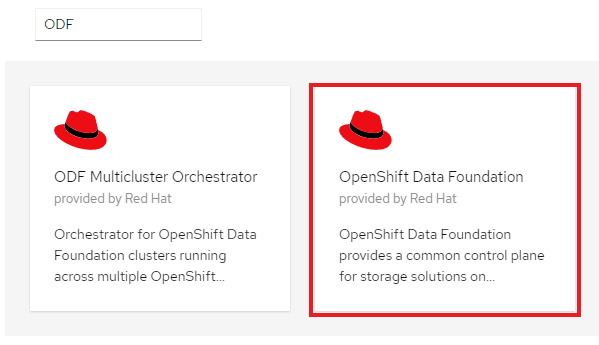 ODF
ODF Multicluster Orchestrator
provided by Red Hat
Orchestrator for OpenShift Data
Foundation clusters running
across multiple OpenShift...
OpenShift Data Foundation
provided by Red Hat
OpenShift Data Foundation
provides a common control plane
for storage solutions on...